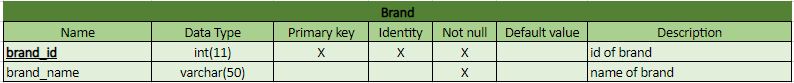 Brand
Name Data Type Primary key Identity Not null Default value Description
brand_id int(11) X X X id of brand
brand_name varchar(50) X name of brand